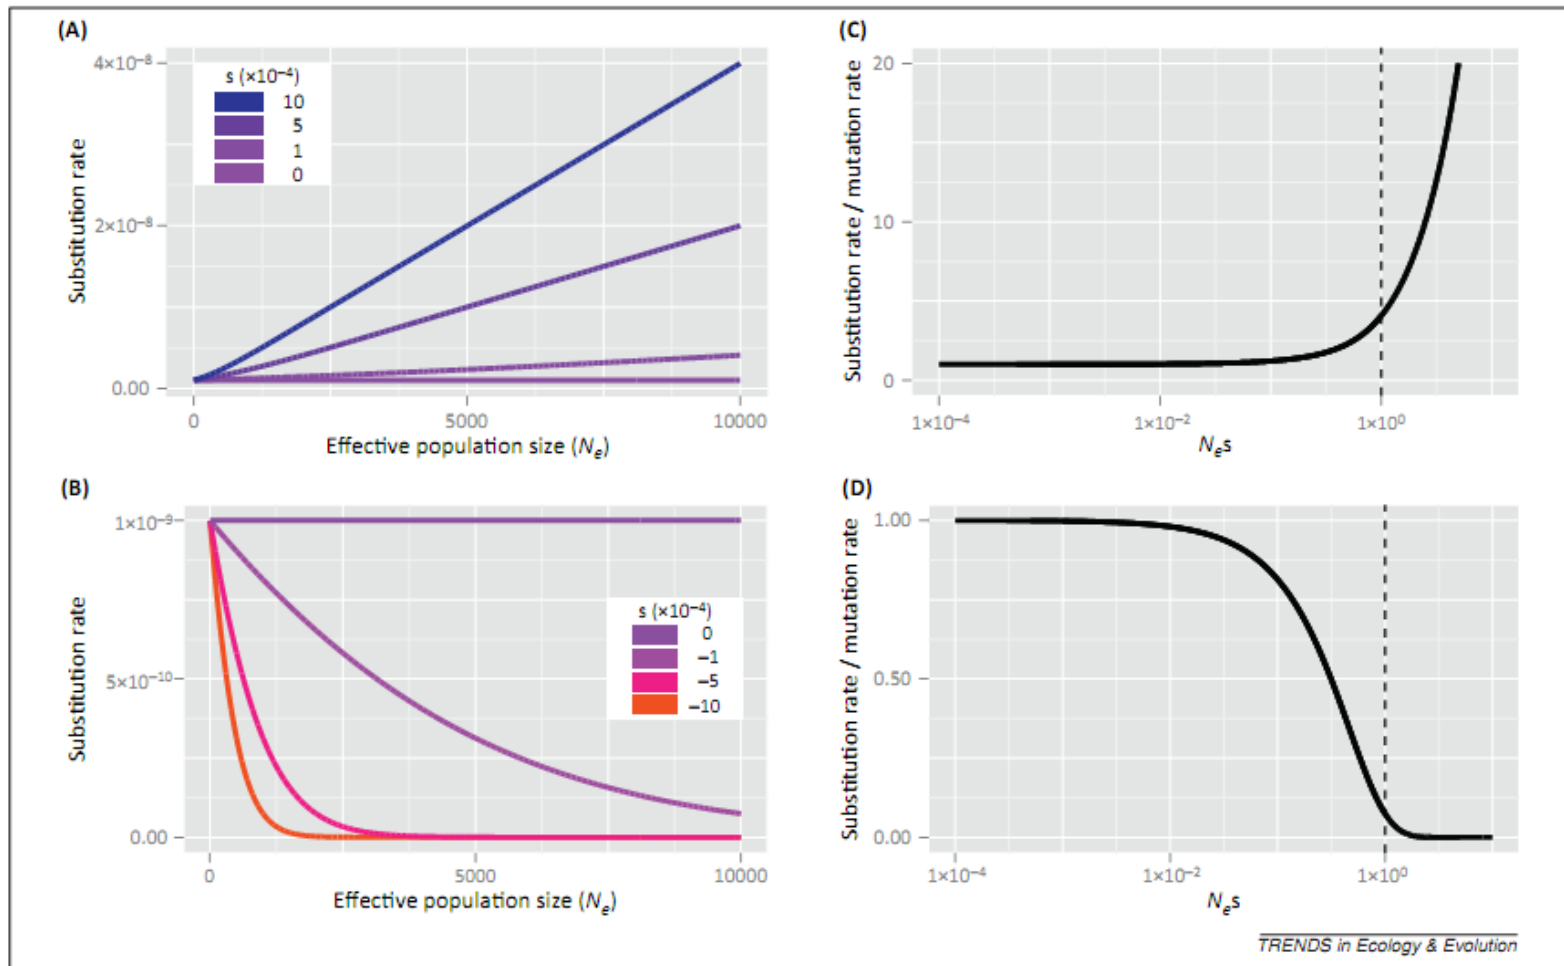 (A)
4×10⁻⁸
2×10⁻⁸
0.00
Substitution rate
s (×10⁻⁴)
10
5
1
0
0
5000
10000
Effective population size (Nₑ)
(B)
1×10⁻⁹
5×10⁻¹⁰
0.00
Substitution rate
s (×10⁻⁴)
0
−1
−5
−10
0
5000
10000
Effective population size (Nₑ)
(C)
20
10
0
Substitution rate / mutation rate
1×10⁻⁴
1×10⁻²
1×10⁰
Nₑs
(D)
1.00
0.50
0.00
Substitution rate / mutation rate
1×10⁻⁴
1×10⁻²
1×10⁰
Nₑs
TRENDS in Ecology & Evolution